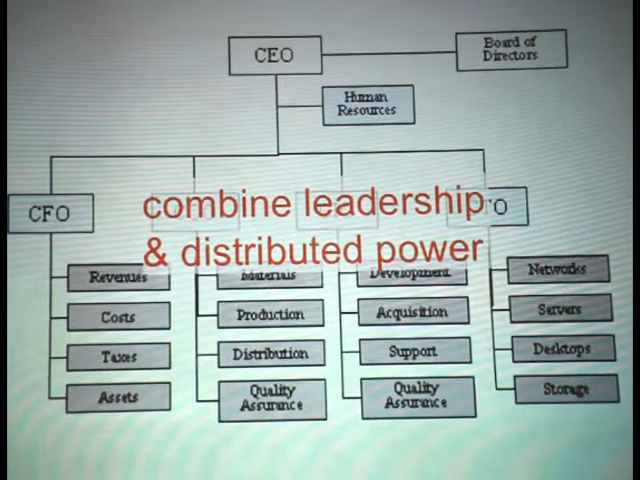 CEO
Board of
Directors
Human
Resources
CFO
combine leadership
& distributed power
Revenues
Materials
Development
Networks
Costs
Production
Acquisition
Servers
Taxes
Distribution
Support
Desktops
Assets
Quality
Assurance
Quality
Assurance
Storage